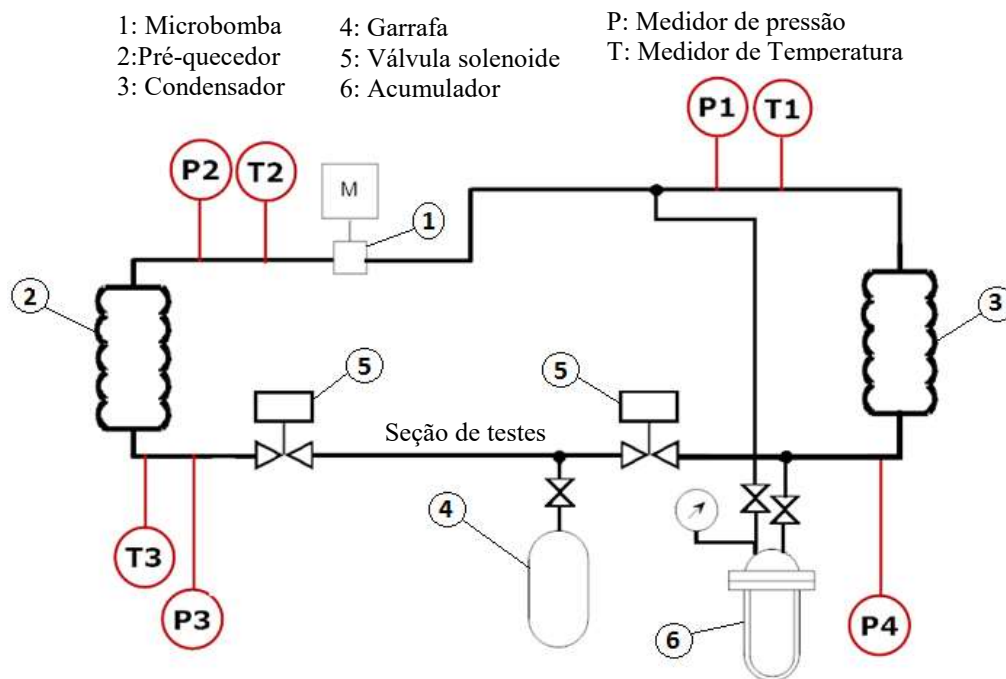 1: Microbomba
2:Pré-quecedor
3: Condensador
4: Garrafa
5: Válvula solenoide
6: Acumulador
P: Medidor de pressão
T: Medidor de Temperatura
P1
T1
P2
T2
M
1
2
3
5
5
Seção de testes
4
T3
P3
6
P4